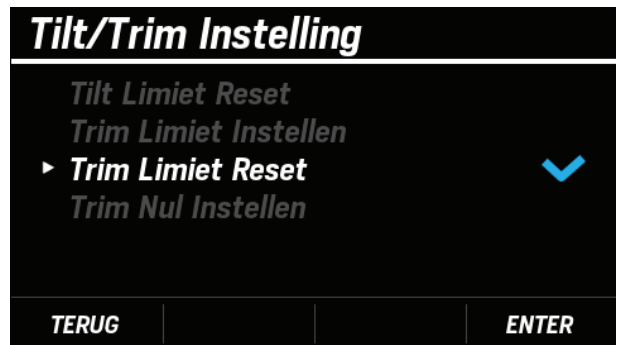 Tilt/Trim Instelling
Tilt Limiet Reset
Trim Limiet Instellen
Trim Limiet Reset
Trim Nul Instellen
TERUG ENTER